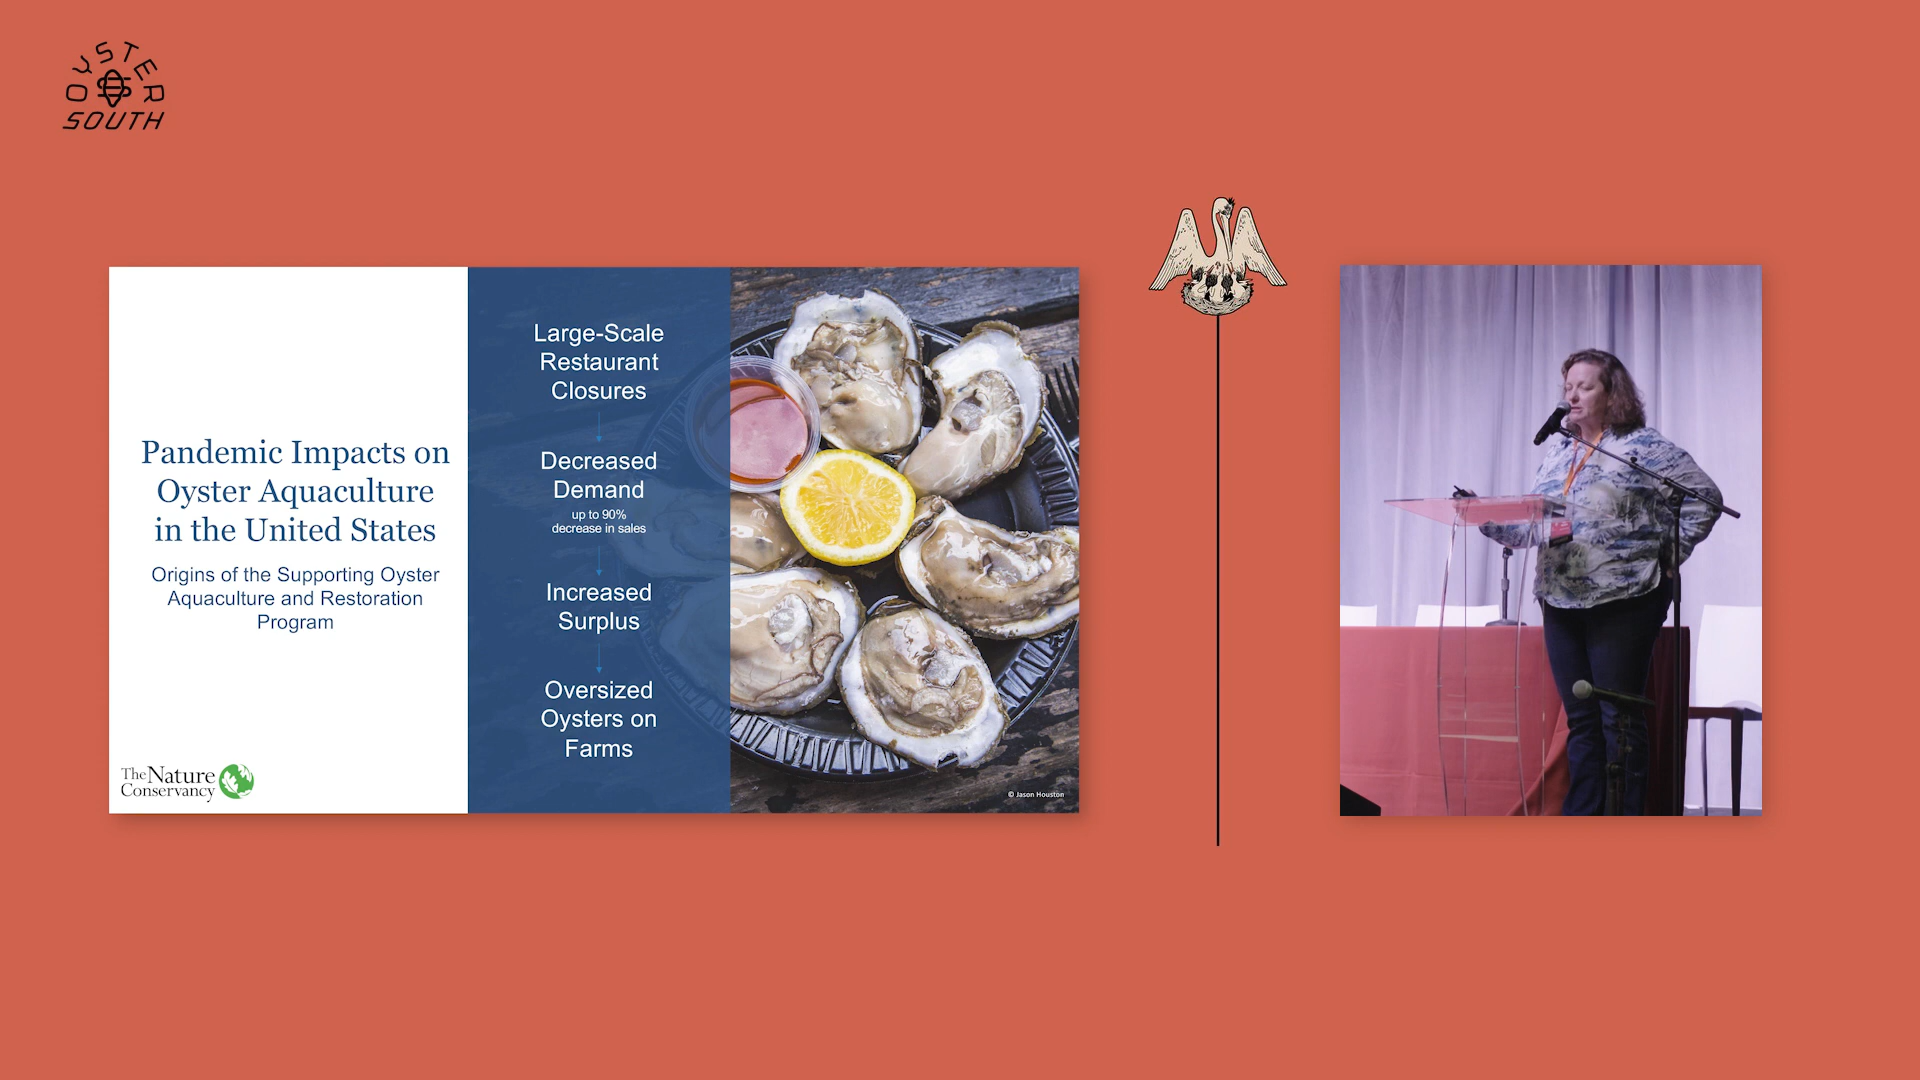 OYSTER
SOUTH
Pandemic Impacts on
Oyster Aquaculture
in the United States
Origins of the Supporting Oyster
Aquaculture and Restoration
Program
The Nature
Conservancy
Large-Scale
Restaurant
Closures
Decreased
Demand
up to 90%
decrease in sales
Increased
Surplus
Oversized
Oysters on
Farms
© Jason Houston